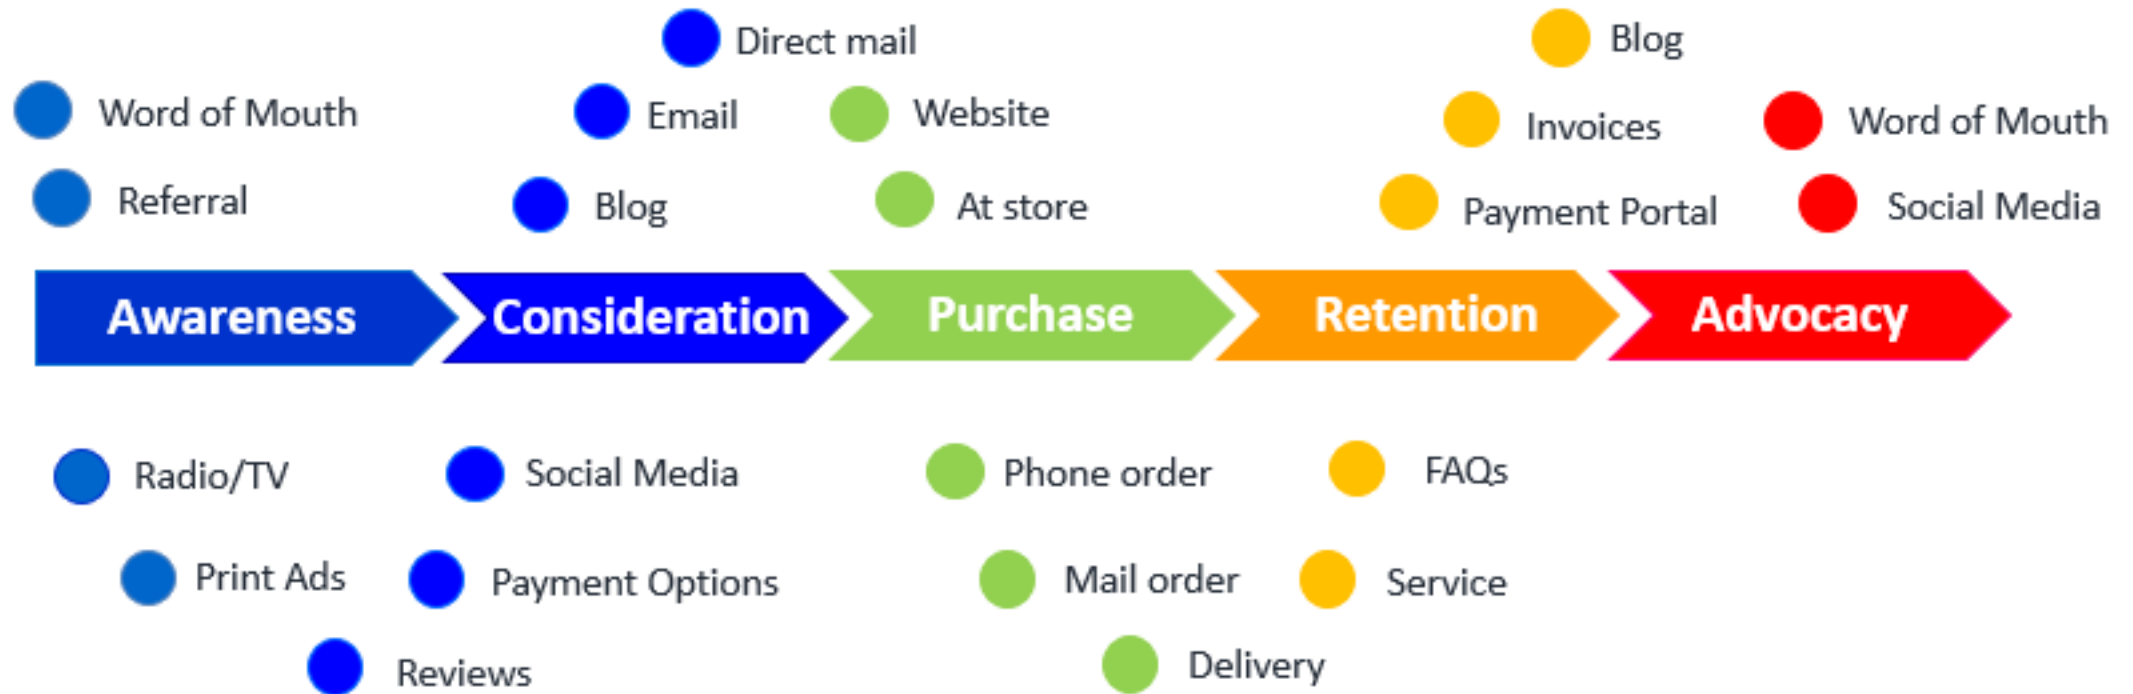 Direct mail
Blog
Word of Mouth
Email
Website
Invoices
Word of Mouth
Referral
Blog
At store
Payment Portal
Social Media
Awareness
Consideration
Purchase
Retention
Advocacy
Radio/TV
Social Media
Phone order
FAQs
Print Ads
Payment Options
Mail order
Service
Reviews
Delivery